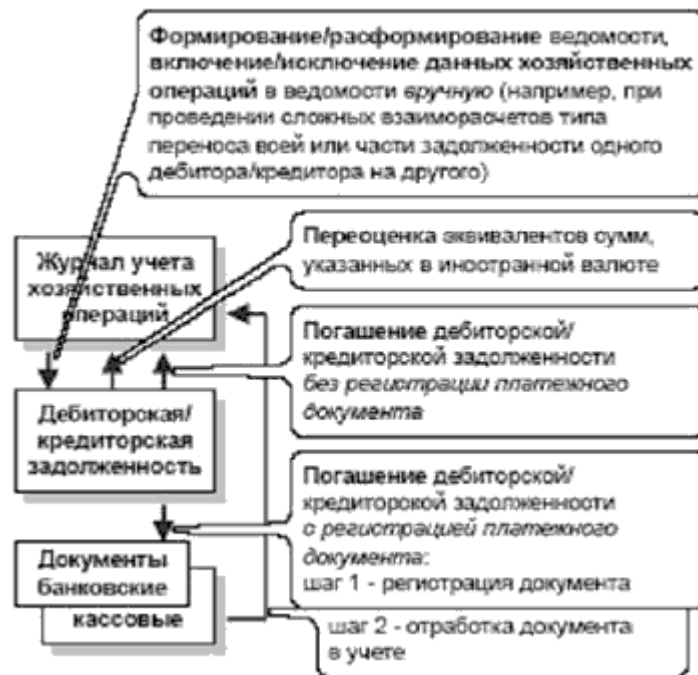 Формирование/расформирование ведомости,
включение/исключение данных хозяйственных
операций в ведомости вручную (например, при
проведении сложных взаиморасчетов типа
переноса всей или части задолженности одного
дебитора/кредитора на другого)
Журнал учета
хозяйственных
операций
Переоценка эквивалентов сумм,
указанных в иностранной валюте
Погашение дебиторской/
кредиторской задолженности
без регистрации платежного
документа
Дебиторская/
кредиторская
задолженность
Погашение дебиторской/
кредиторской задолженности
с регистрацией платежного
документа:
шаг 1 - регистрация документа
Документы
банковские
кассовые
шаг 2 - отработка документа
в учете